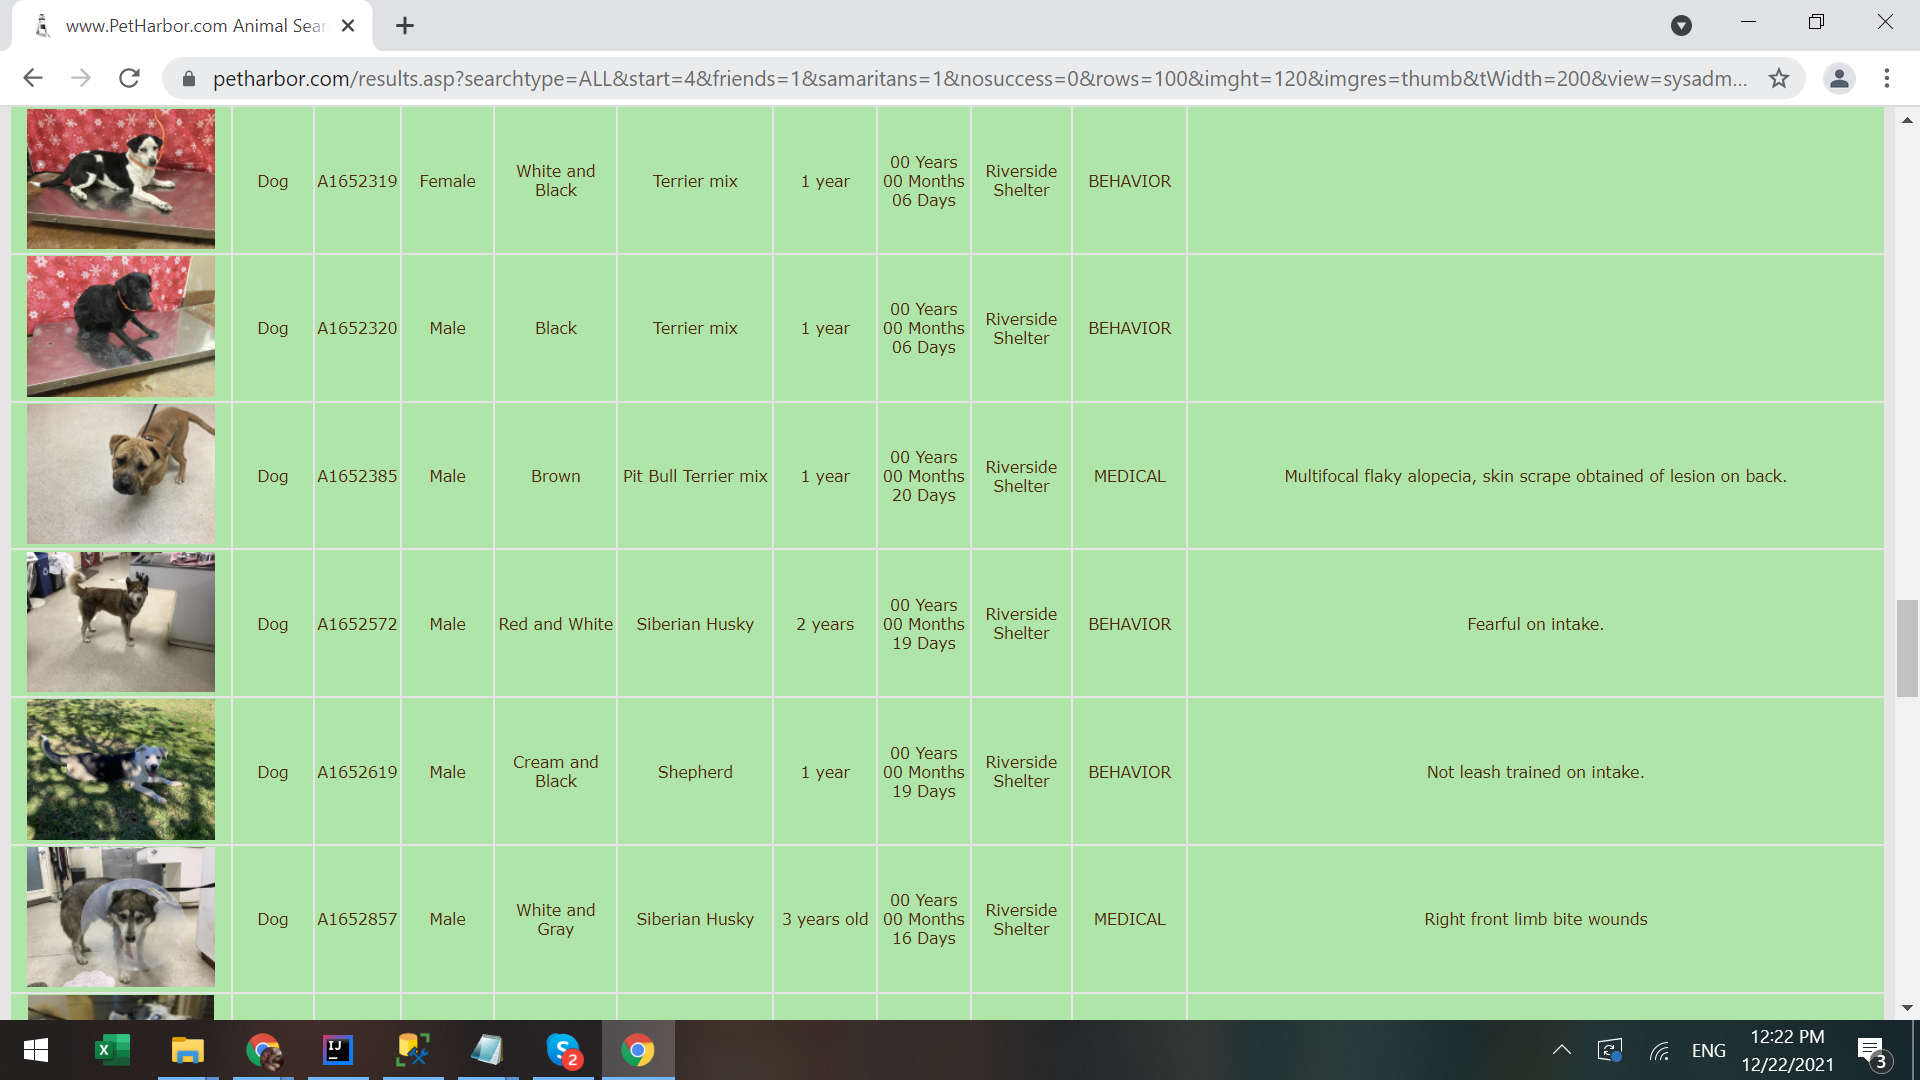 www.PetHarbor.com Animal Sear
petharbor.com/results.asp?searchtype=ALL&start=4&friends=1&samaritans=1&nosuccess=0&rows=100&imght=120&imgres=thumb&tWidth=200&view=sysadm...
Dog A1652319 Female White and Black Terrier mix 1 year 00 Years 00 Months 06 Days Riverside Shelter BEHAVIOR
Dog A1652320 Male Black Terrier mix 1 year 00 Years 00 Months 06 Days Riverside Shelter BEHAVIOR
Dog A1652385 Male Brown Pit Bull Terrier mix 1 year 00 Years 00 Months 20 Days Riverside Shelter MEDICAL Multifocal flaky alopecia, skin scrape obtained of lesion on back.
Dog A1652572 Male Red and White Siberian Husky 2 years 00 Years 00 Months 19 Days Riverside Shelter BEHAVIOR Fearful on intake.
Dog A1652619 Male Cream and Black Shepherd 1 year 00 Years 00 Months 19 Days Riverside Shelter BEHAVIOR Not leash trained on intake.
Dog A1652857 Male White and Gray Siberian Husky 3 years old 00 Years 00 Months 16 Days Riverside Shelter MEDICAL Right front limb bite wounds
X
IJ
S
2
ENG
12:22 PM
12/22/2021
3